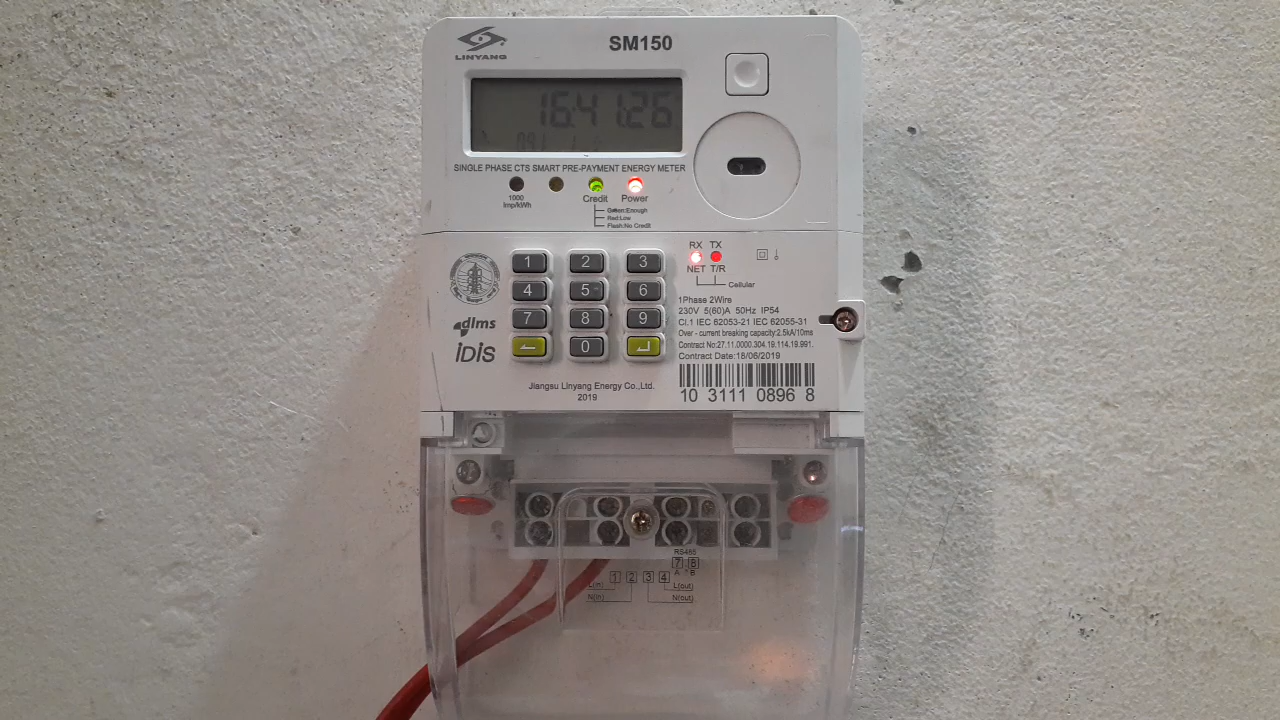 LINYANG
SM150
16:41:26
SINGLE PHASE CTS SMART PRE-PAYMENT ENERGY METER
1000
Imp/kWh
Credit
Power
Green:Enough
Red:Low
Flash:No Credit
RX TX
NET T/R
Cellular
1 2 3
4 5 6
7 8 9
0
dlms
iDiS
1Phase 2Wire
230V 5(60)A 50Hz IP54
Cl.1 IEC 62053-21 IEC 62055-31
Over - current breaking capacity:2.5kA/10ms
Contract No:27.11.0000.304.19.114.19.991.
Contract Date:18/06/2019
10 3111 0896 8
Jiangsu Linyang Energy Co.,Ltd.
2019
RS485
7 8
A B
1 2 3 4
L(in) L(out)
N(in) N(out)